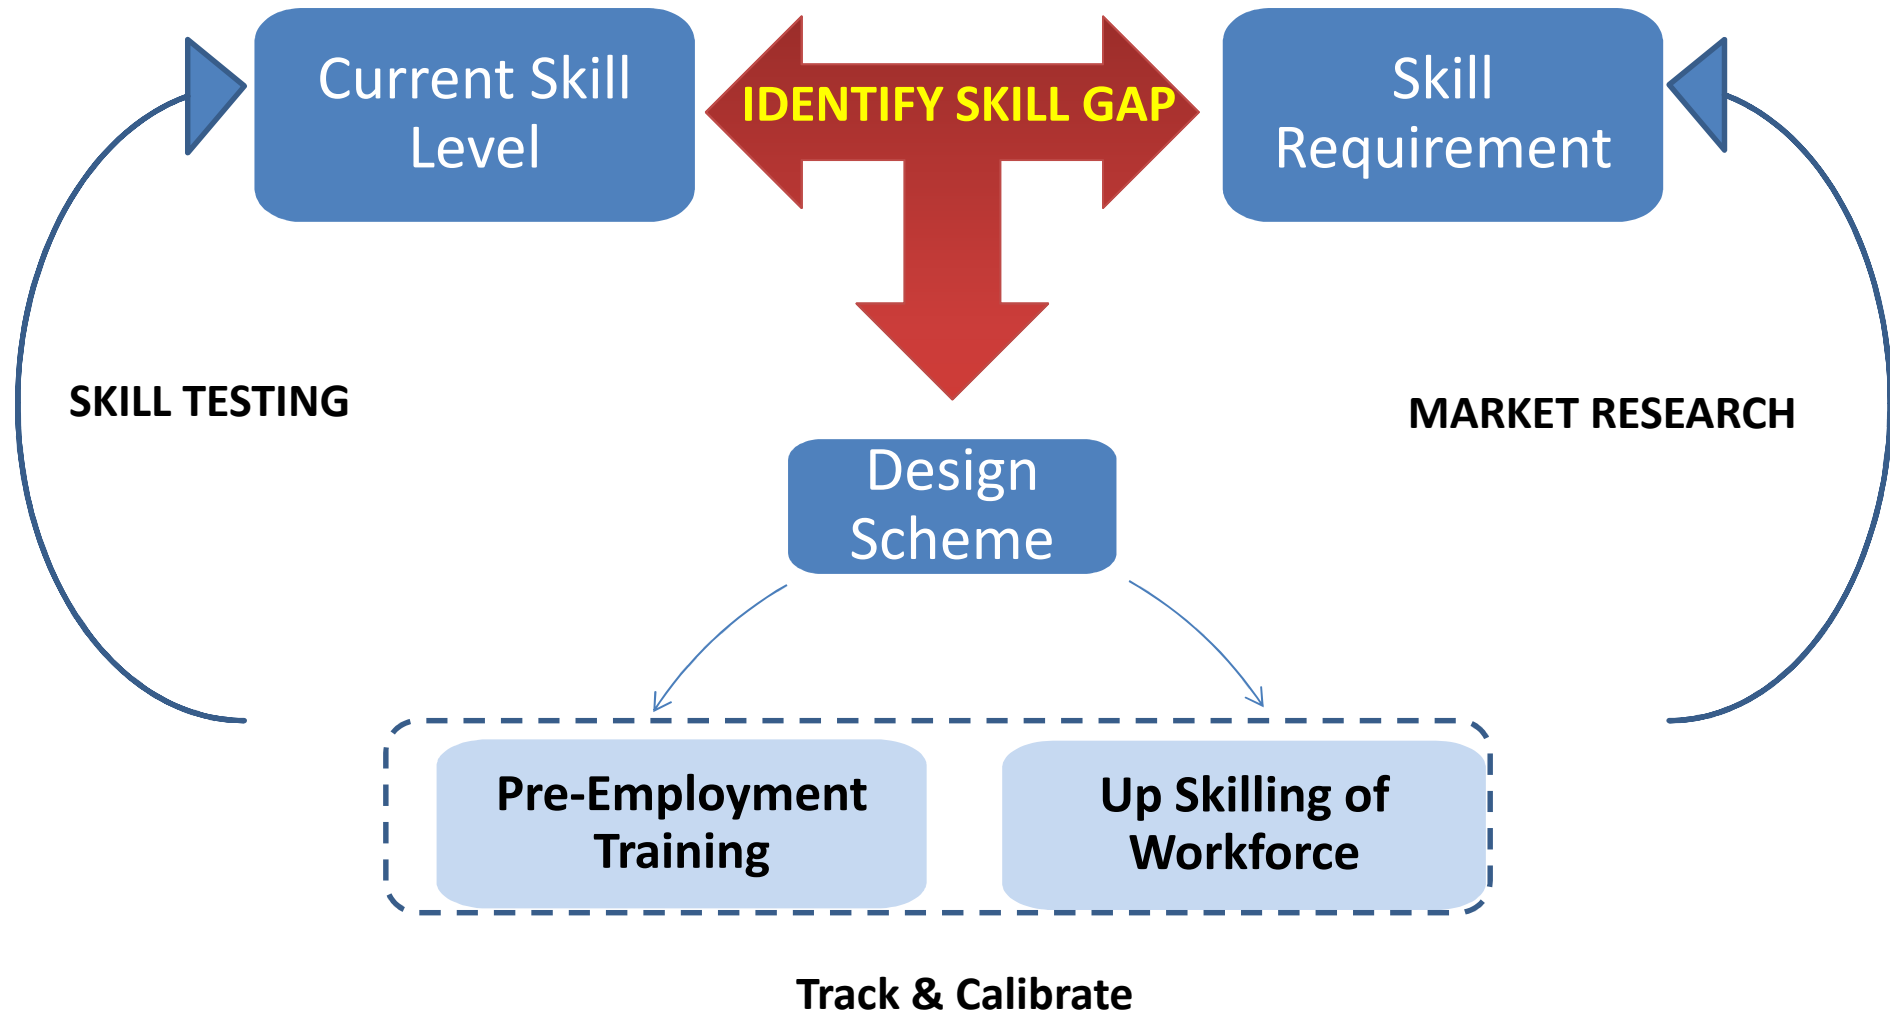 Current Skill
Level
IDENTIFY SKILL GAP
Skill
Requirement
SKILL TESTING
MARKET RESEARCH
Design
Scheme
Pre-Employment
Training
Up Skilling of
Workforce
Track & Calibrate